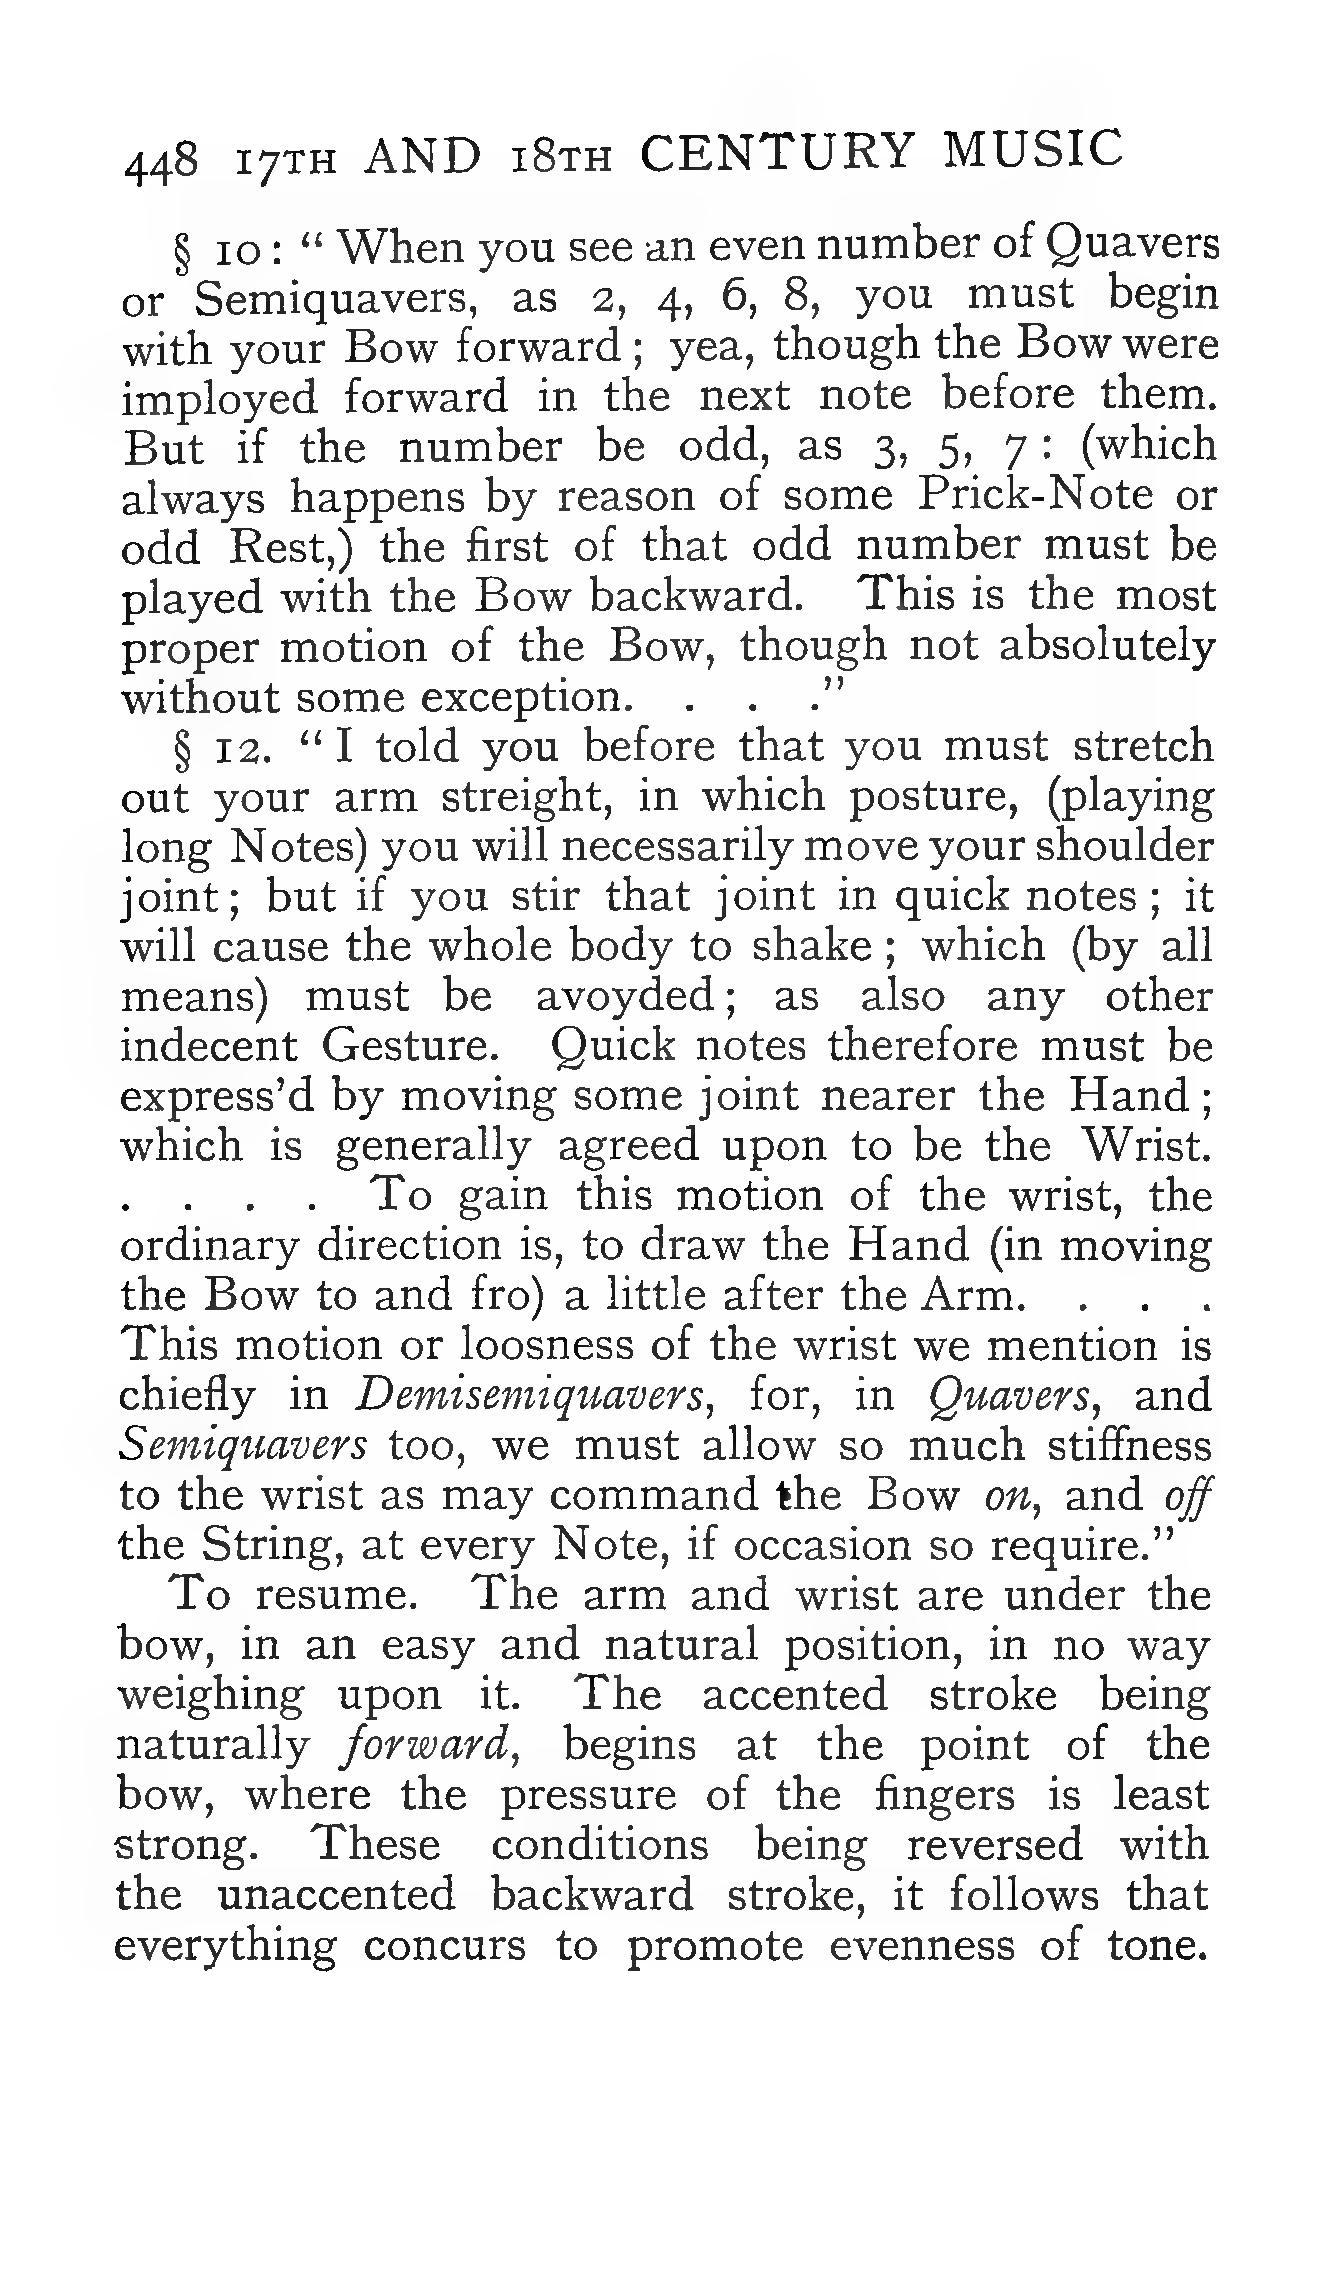 448 17TH AND 18TH CENTURY MUSIC
§ 10: “ When you see an even number of Quavers
or Semiquavers, as 2, 4, 6, 8, you must begin
with your Bow forward ; yea, though the Bow were
imployed forward in the next note before them.
But if the number be odd, as 3, 5, 7 : (which
always happens by reason of some Prick-Note or
odd Rest,) the first of that odd number must be
played with the Bow backward. This is the most
proper motion of the Bow, though not absolutely
without some exception. . . .”
§ 12. “ I told you before that you must stretch
out your arm streight, in which posture, (playing
long Notes) you will necessarily move your shoulder
joint ; but if you stir that joint in quick notes ; it
will cause the whole body to shake ; which (by all
means) must be avoyded ; as also any other
indecent Gesture. Quick notes therefore must be
express’d by moving some joint nearer the Hand ;
which is generally agreed upon to be the Wrist.
. . . . To gain this motion of the wrist, the
ordinary direction is, to draw the Hand (in moving
the Bow to and fro) a little after the Arm. . . .
This motion or loosness of the wrist we mention is
chiefly in Demisemiquavers, for, in Quavers, and
Semiquavers too, we must allow so much stiffness
to the wrist as may command the Bow on, and off
the String, at every Note, if occasion so require.”
To resume. The arm and wrist are under the
bow, in an easy and natural position, in no way
weighing upon it. The accented stroke being
naturally forward, begins at the point of the
bow, where the pressure of the fingers is least
strong. These conditions being reversed with
the unaccented backward stroke, it follows that
everything concurs to promote evenness of tone.